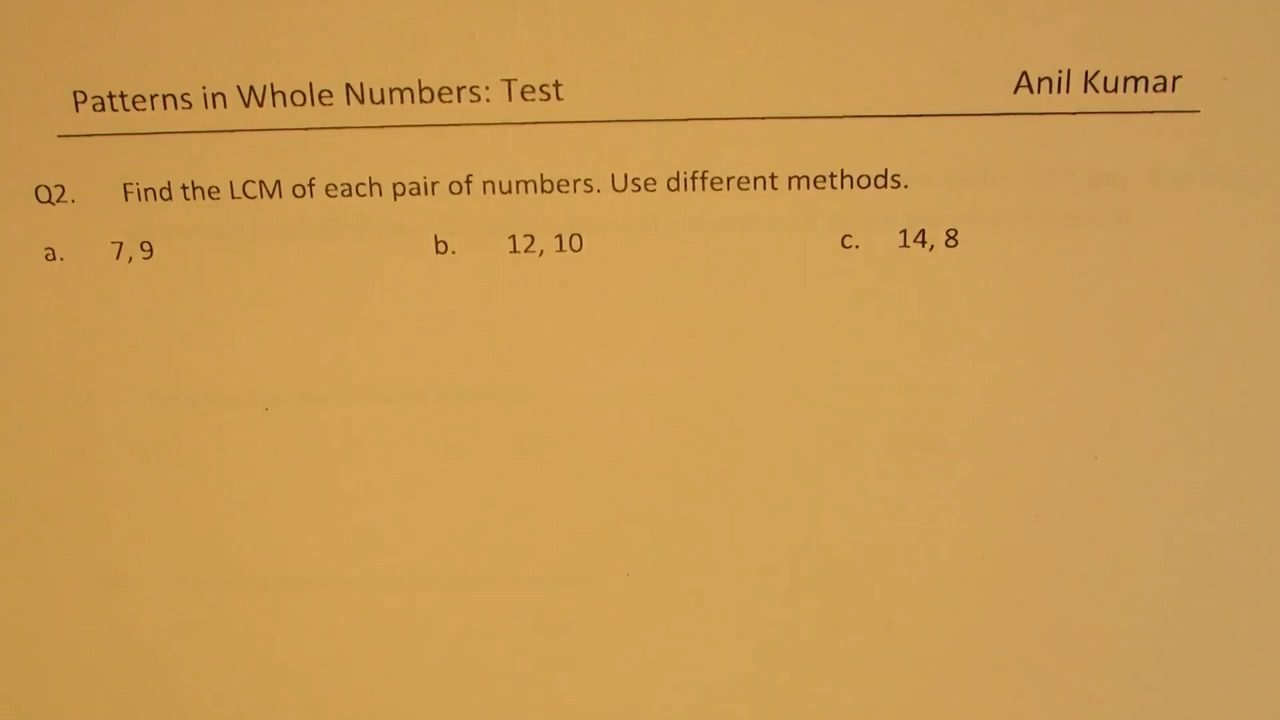 Patterns in Whole Numbers: Test Anil Kumar
Q2. Find the LCM of each pair of numbers. Use different methods.
a. 7, 9 b. 12, 10 c. 14, 8